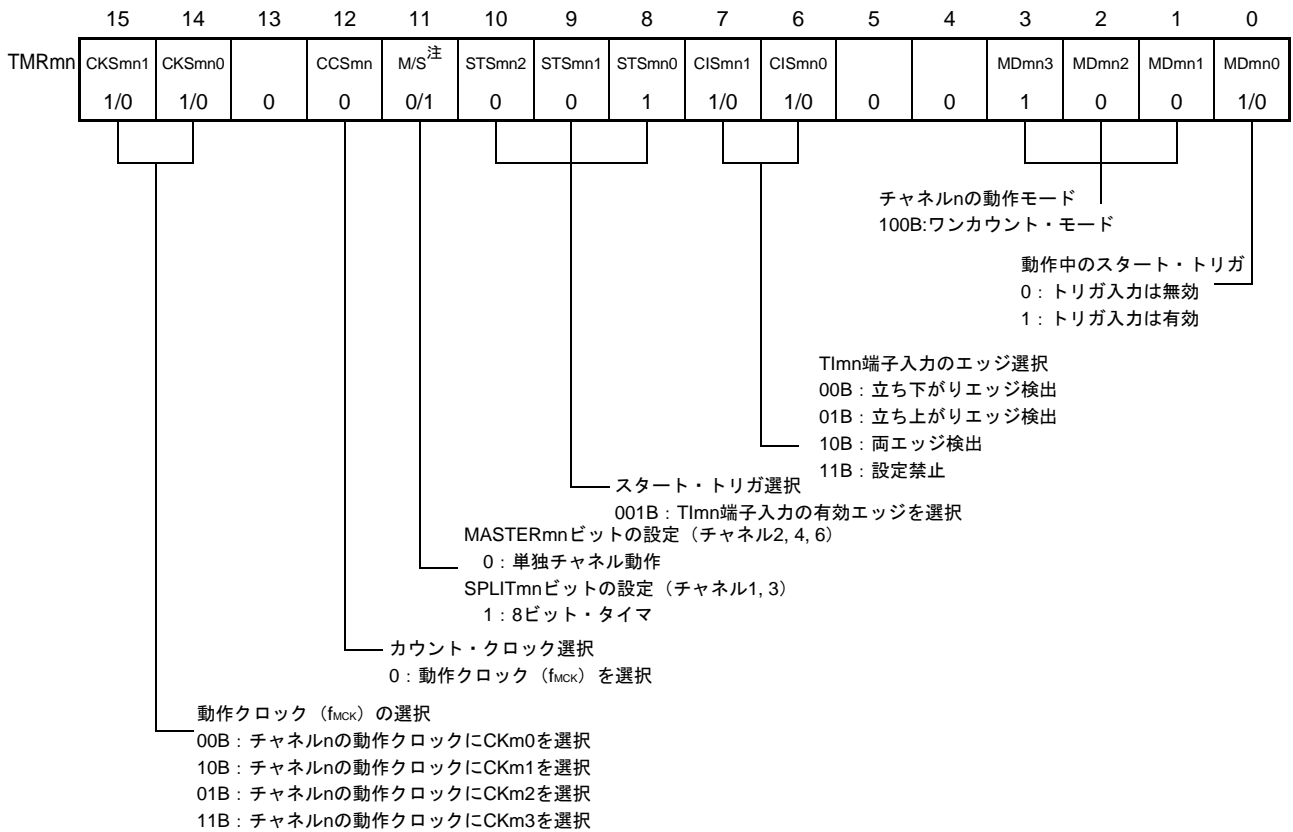 15 14 13 12 11 10 9 8 7 6 5 4 3 2 1 0
TMRmn CKSmn1 CKSmn0 CCSmn M/S注 STSmn2 STSmn1 STSmn0 CISmn1 CISmn0 MDmn3 MDmn2 MDmn1 MDmn0
1/0 1/0 0 0 0/1 0 0 1 1/0 1/0 0 0 1 0 0 1/0
チャネルnの動作モード
100B:ワンカウント・モード
動作中のスタート・トリガ
0：トリガ入力は無効
1：トリガ入力は有効
TImn端子入力のエッジ選択
00B：立ち下がりエッジ検出
01B：立ち上がりエッジ検出
10B：両エッジ検出
11B：設定禁止
スタート・トリガ選択
001B：TImn端子入力の有効エッジを選択
MASTERmnビットの設定（チャネル2, 4, 6）
0：単独チャネル動作
SPLITmnビットの設定（チャネル1, 3）
1：8ビット・タイマ
カウント・クロック選択
0：動作クロック（fMCK）を選択
動作クロック（fMCK）の選択
00B：チャネルnの動作クロックにCKm0を選択
10B：チャネルnの動作クロックにCKm1を選択
01B：チャネルnの動作クロックにCKm2を選択
11B：チャネルnの動作クロックにCKm3を選択